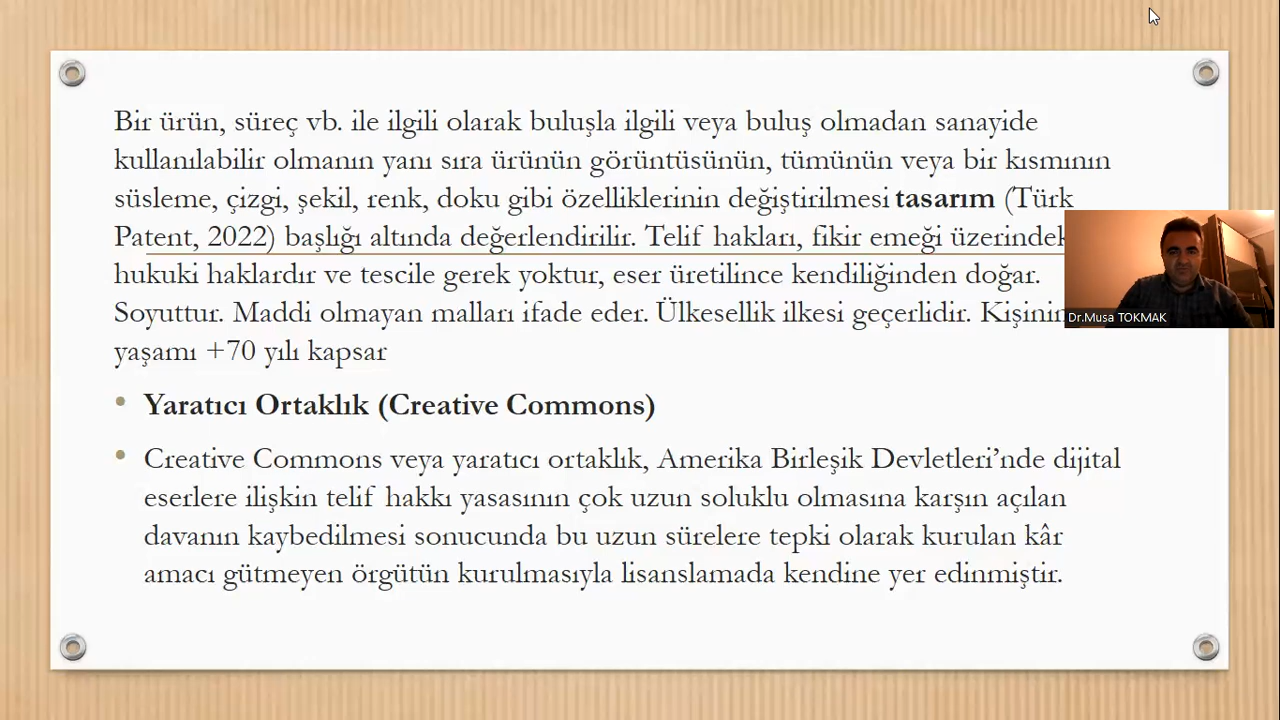 Bir ürün, süreç vb. ile ilgili olarak buluşla ilgili veya buluş olmadan sanayide
kullanılabilir olmanın yanı sıra ürünün görüntüsünün, tümünün veya bir kısmının
süsleme, çizgi, şekil, renk, doku gibi özelliklerinin değiştirilmesi tasarım (Türk
Patent, 2022) başlığı altında değerlendirilir. Telif hakları, fikir emeği
hukuki haklardır ve tescile gerek yoktur, eser üretilince kendiliğinden doğar.
Soyuttur. Maddi olmayan malları ifade eder. Ülkesellik ilkesi geçerlidir. Kişinin
yaşamı +70 yılı kapsar
Yaratıcı Ortaklık (Creative Commons)
Creative Commons veya yaratıcı ortaklık, Amerika Birleşik Devletleri’nde dijital
eserlere ilişkin telif hakkı yasasının çok uzun soluklu olmasına karşın açılan
davanın kaybedilmesi sonucunda bu uzun sürelere tepki olarak kurulan kâr
amacı gütmeyen örgütün kurulmasıyla lisanslamada kendine yer edinmiştir.
Dr.Musa TOKMAK